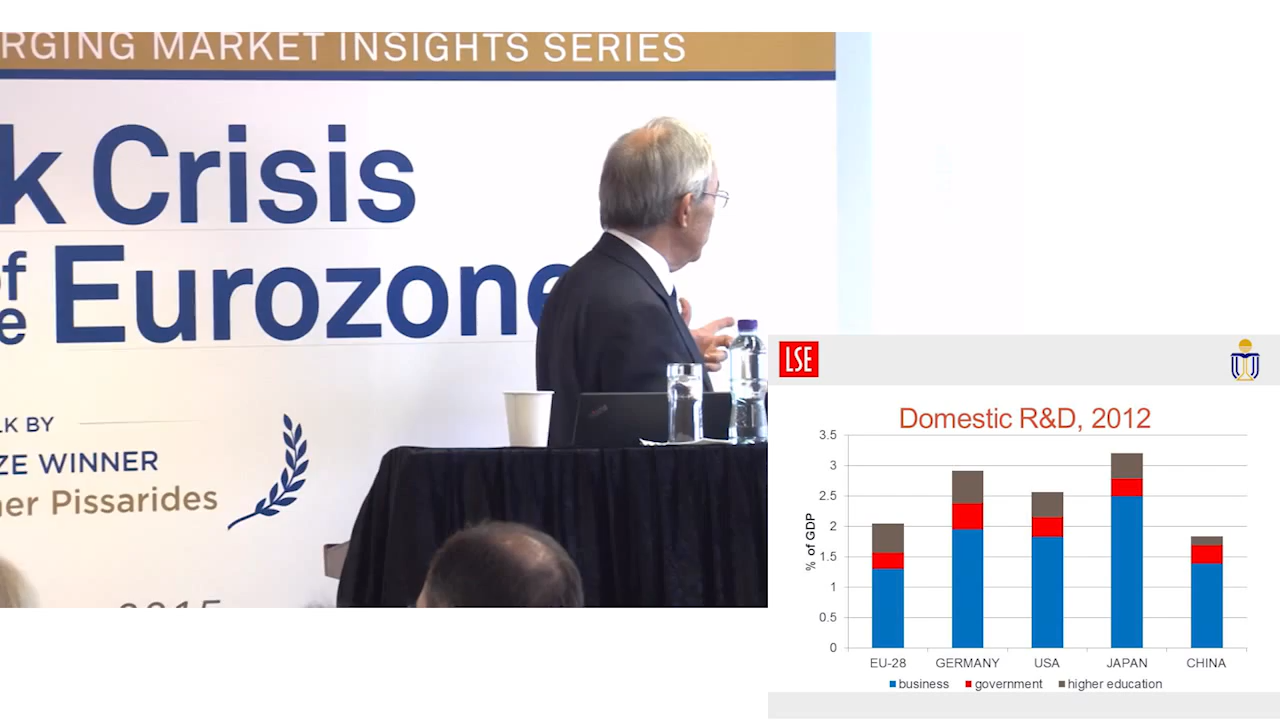 RGING MARKET INSIGHTS SERIES
k Crisis
of
e Eurozone
LK BY
ZE WINNER
her Pissarides
2015
LSE
Domestic R&D, 2012
% of GDP
3.5
3
2.5
2
1.5
1
0.5
0
EU-28 GERMANY USA JAPAN CHINA
business government higher education